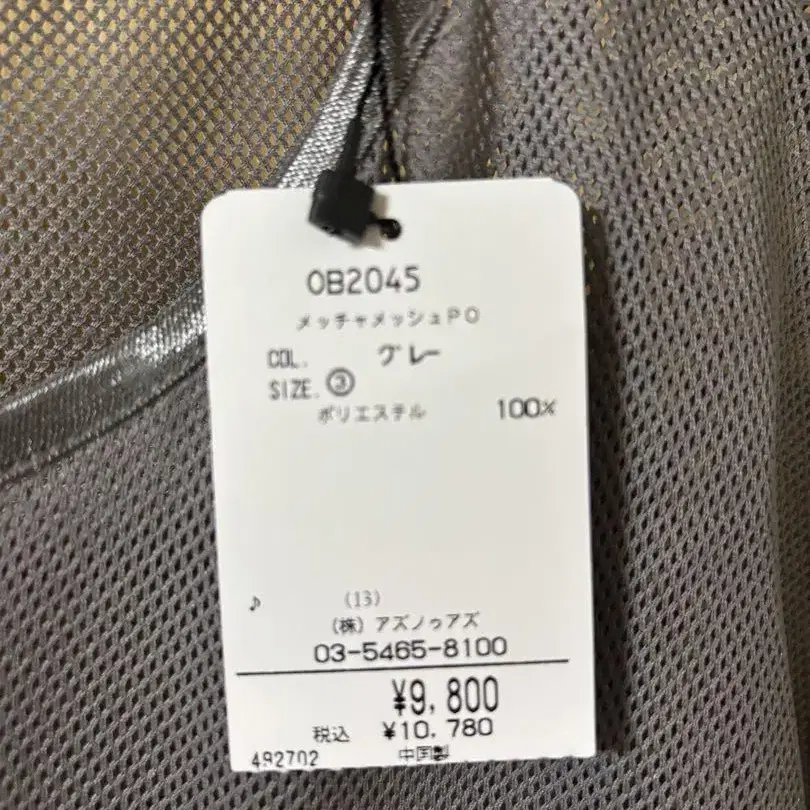 OB2045
メッチャメッシュPO
COL. グレー
SIZE. ③
ポリエステル 100%
♪ (13)
(株) アズノゥアズ
03-5465-8100
¥9,800
税込 ¥10,780
492702 中国製